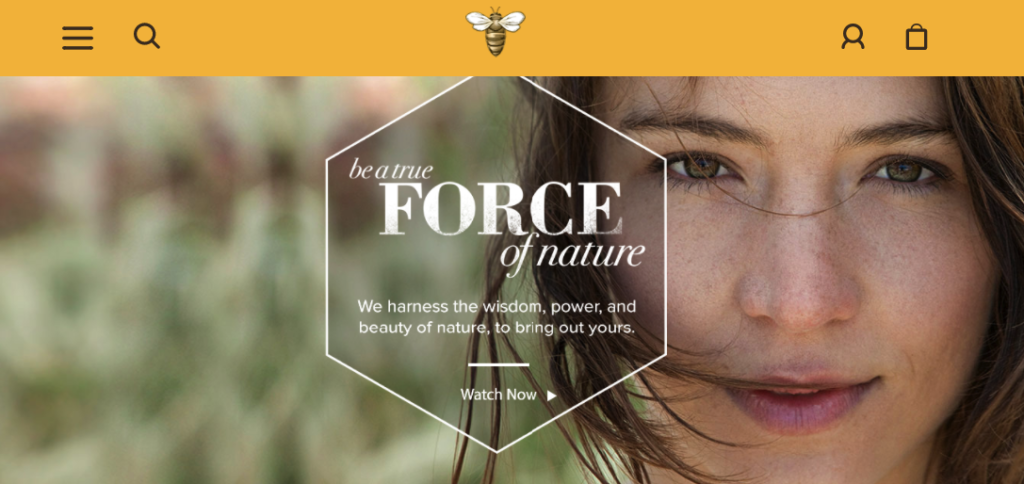 be a true
FORCE
of nature
We harness the wisdom, power, and
beauty of nature, to bring out yours.
Watch Now